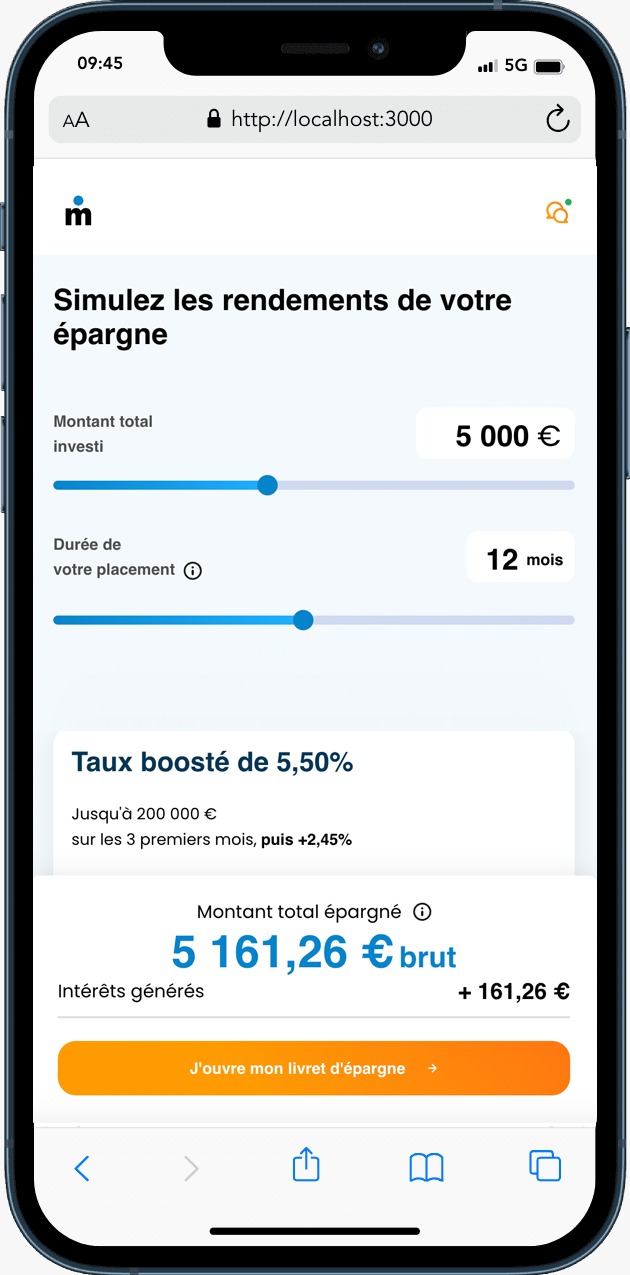 09:45
5G
AA
http://localhost:3000
m
Simulez les rendements de votre
épargne
Montant total
investi
5 000 €
Durée de
votre placement
12 mois
Taux boosté de 5,50%
Jusqu'à 200 000 €
sur les 3 premiers mois, puis +2,45%
Montant total épargné
5 161,26 € brut
Intérêts générés
+ 161,26 €
J'ouvre mon livret d'épargne →